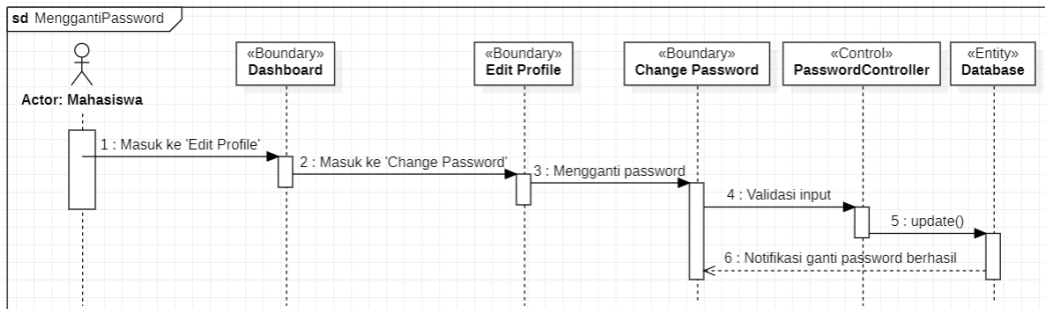 sd MenggantiPassword
Actor: Mahasiswa
«Boundary»
Dashboard
«Boundary»
Edit Profile
«Boundary»
Change Password
«Control»
PasswordController
«Entity»
Database
1 : Masuk ke 'Edit Profile'
2 : Masuk ke 'Change Password'
3 : Mengganti password
4 : Validasi input
5 : update()
6 : Notifikasi ganti password berhasil